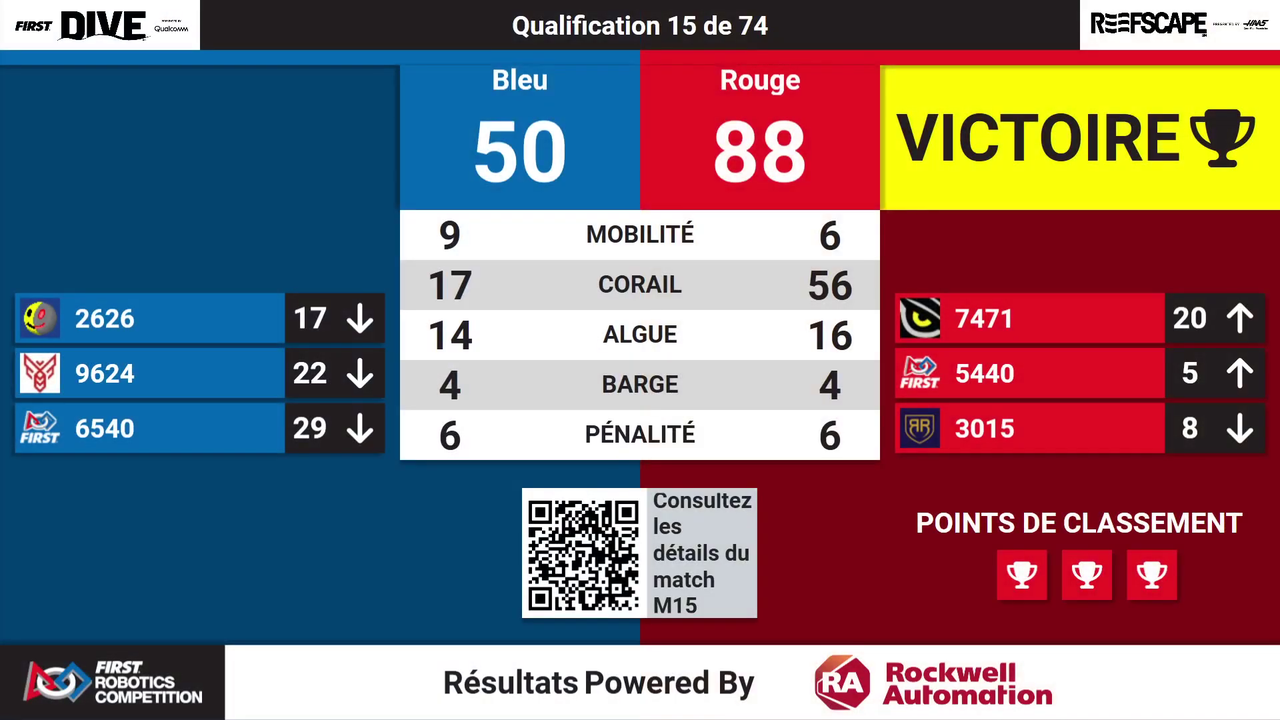 FIRST DIVE Qualcomm
Qualification 15 de 74
REEFSCAPE HAAS
Bleu
Rouge
50
88
VICTOIRE
9 MOBILITÉ 6
17 CORAIL 56
14 ALGUE 16
4 BARGE 4
6 PÉNALITÉ 6
2626 17
9624 22
FIRST 6540 29
7471 20
FIRST 5440 5
RR 3015 8
Consultez
les
détails du
match
M15
POINTS DE CLASSEMENT
FIRST
ROBOTICS
COMPETITION
Résultats Powered By
RA
Rockwell
Automation